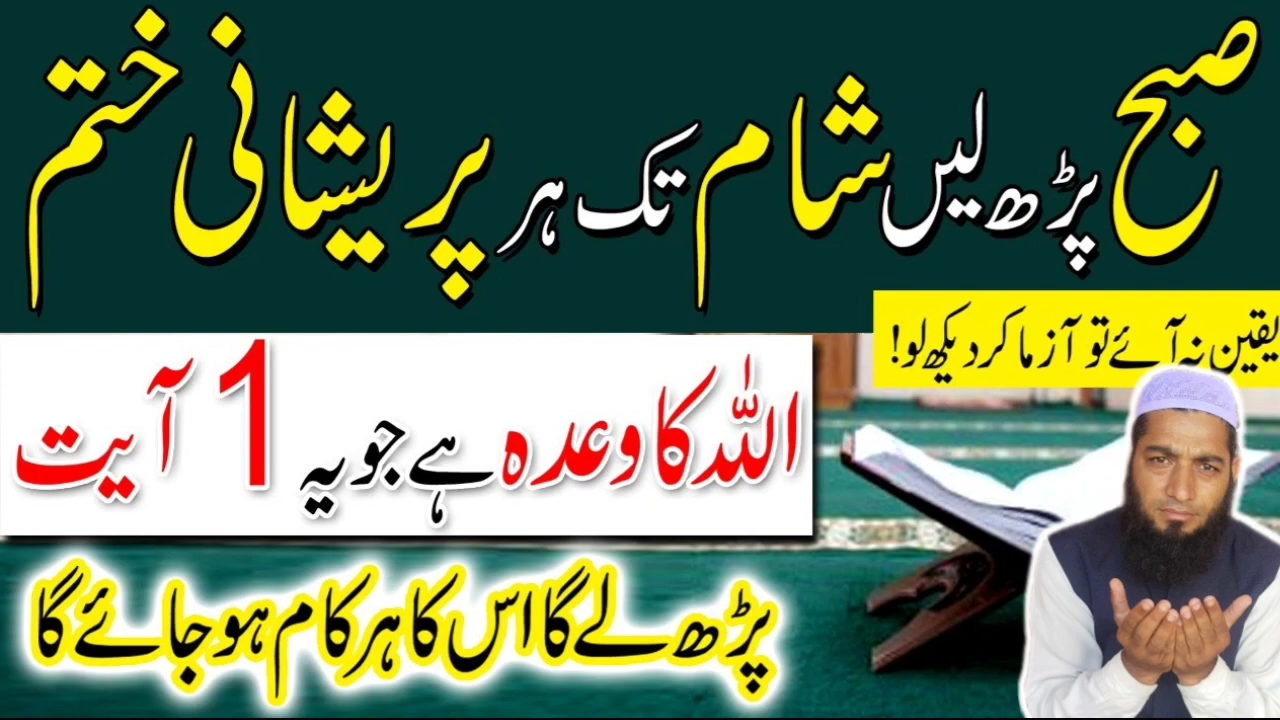 صبح پڑھ لیں شام تک ہر پریشانی ختم
یقین نہ آئے تو آزما کر دیکھ لو!
اللہ کا وعدہ ہے جو یہ 1 آیت
پڑھ لے گا اس کا ہر کام ہو جائے گا